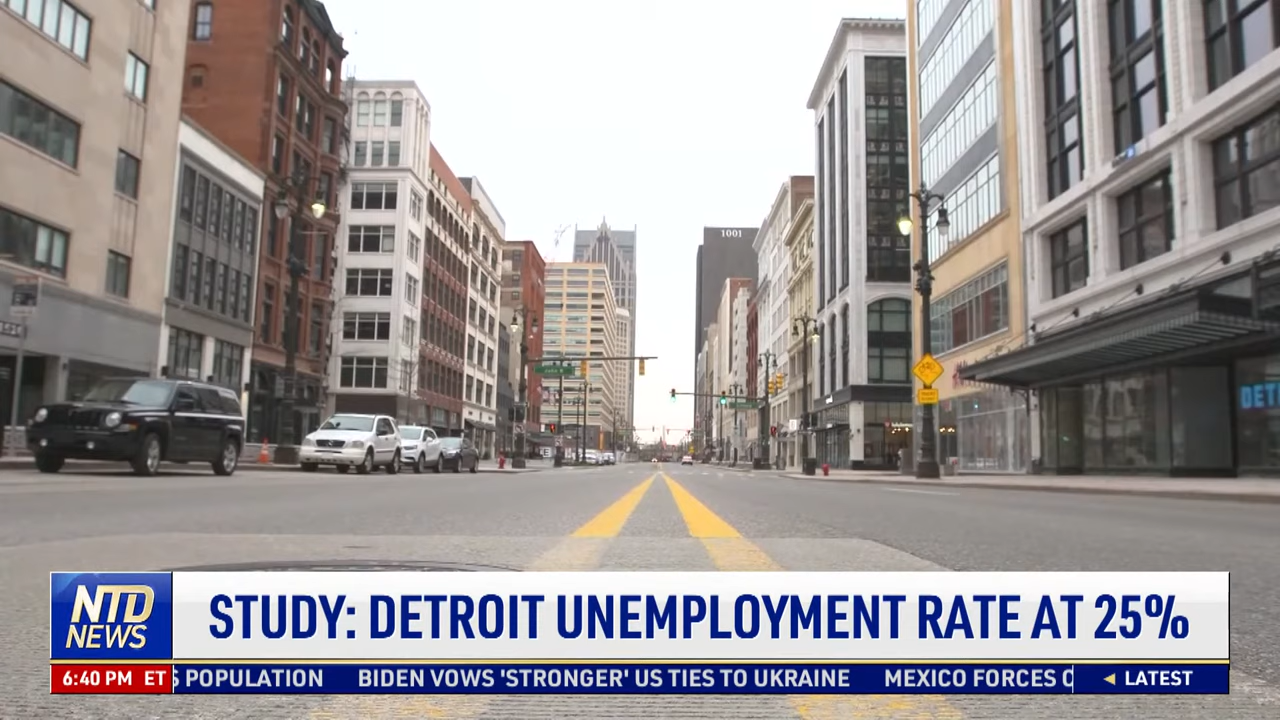 1001
DET
NTD
NEWS
STUDY: DETROIT UNEMPLOYMENT RATE AT 25%
6:40 PM ET
POPULATION BIDEN VOWS 'STRONGER' US TIES TO UKRAINE MEXICO FORCES
LATEST